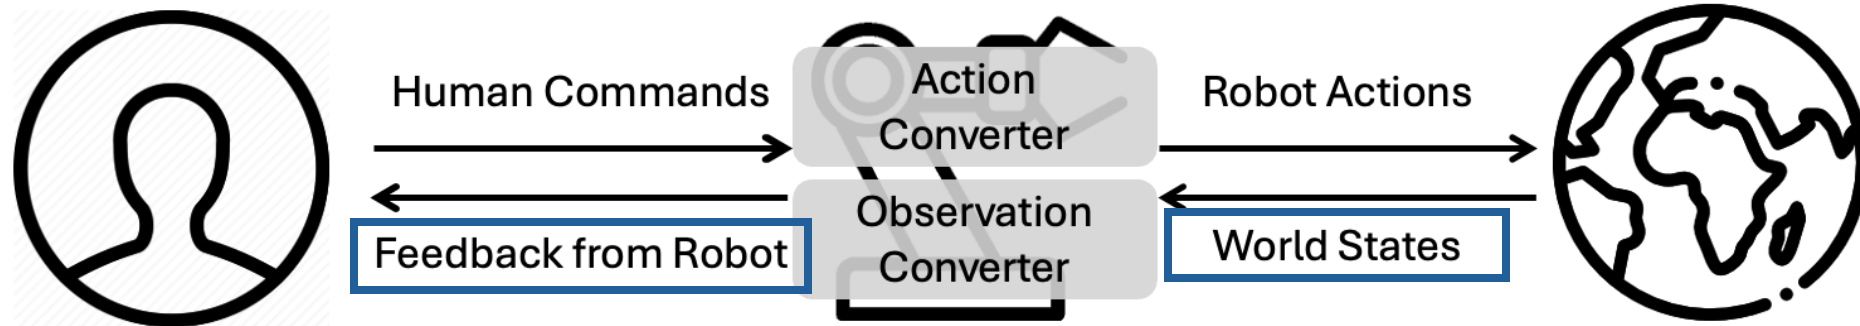 Human Commands
Action
Converter
Robot Actions
Feedback from Robot
Observation
Converter
World States